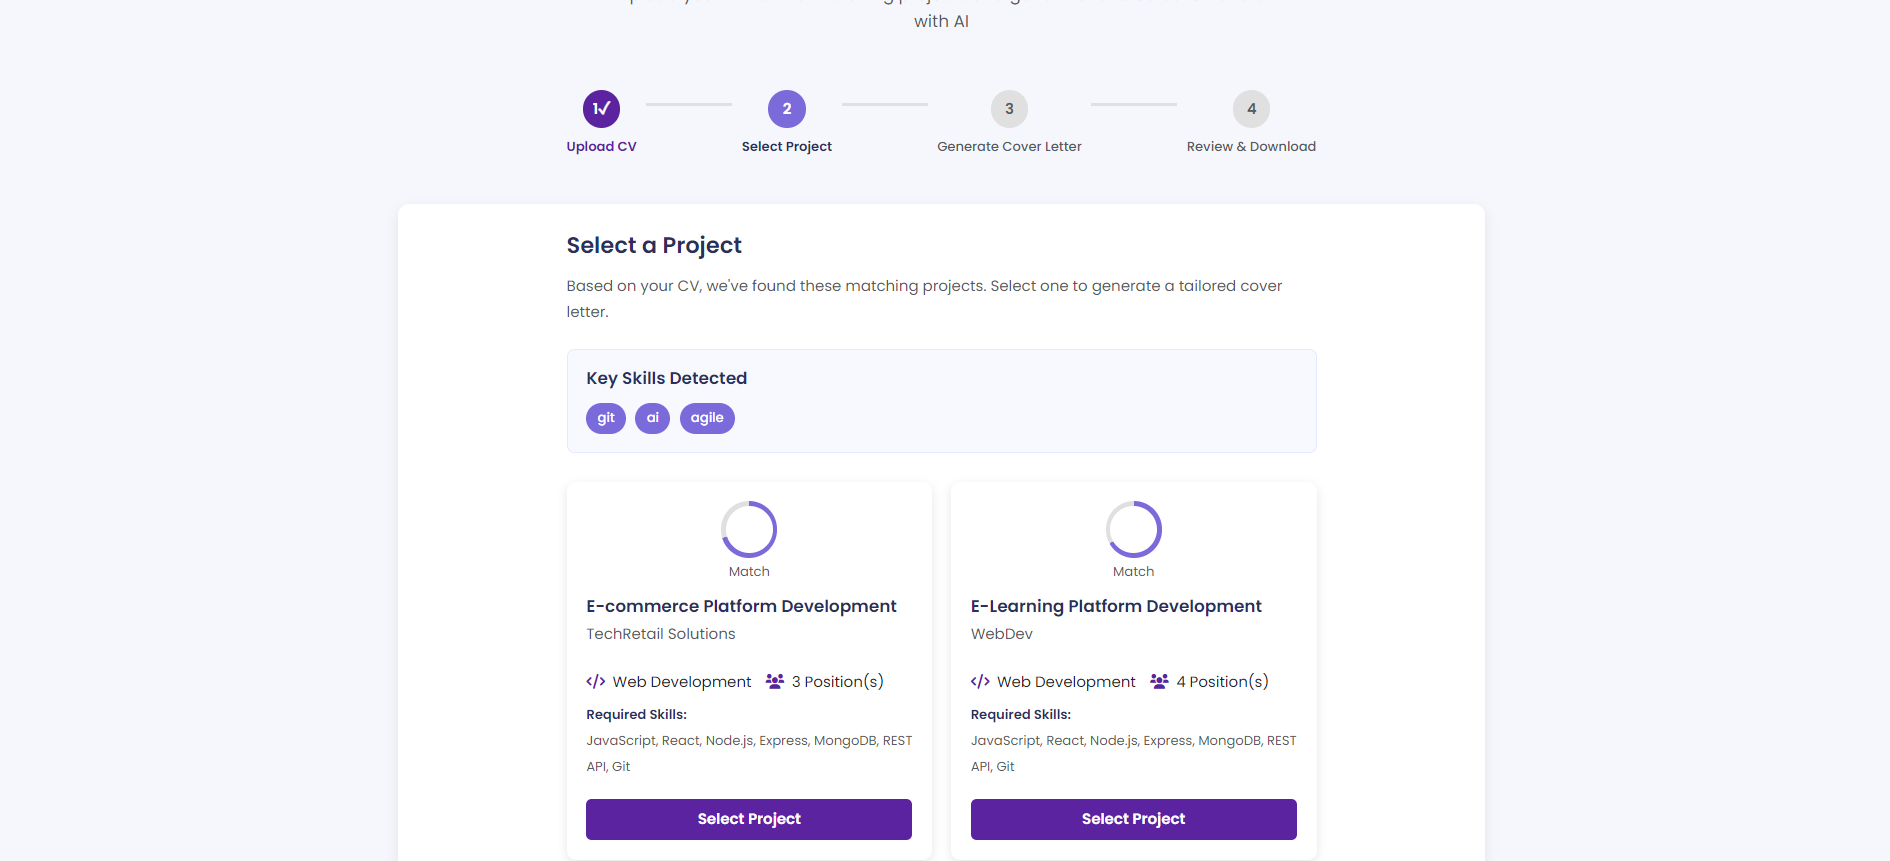 with AI
1✓
2
3
4
Upload CV
Select Project
Generate Cover Letter
Review & Download
Select a Project
Based on your CV, we've found these matching projects. Select one to generate a tailored cover
letter.
Key Skills Detected
git
ai
agile
Match
E-commerce Platform Development
TechRetail Solutions
</> Web Development
3 Position(s)
Required Skills:
JavaScript, React, Node.js, Express, MongoDB, REST
API, Git
Select Project
Match
E-Learning Platform Development
WebDev
</> Web Development
4 Position(s)
Required Skills:
JavaScript, React, Node.js, Express, MongoDB, REST
API, Git
Select Project